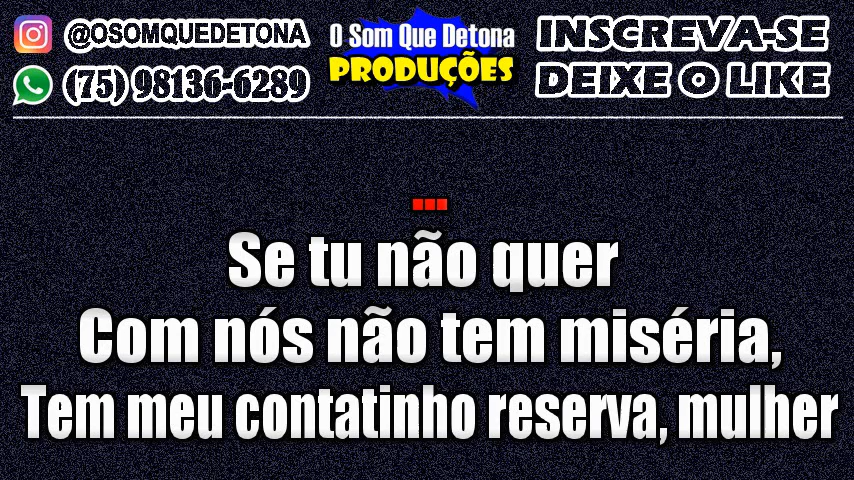 @OSOMQUEDETONA
(75) 98136-6289
O Som Que Detona
PRODUÇÕES
INSCREVA-SE
DEIXE O LIKE
...
Se tu não quer
Com nós não tem miséria,
Tem meu contatinho reserva, mulher